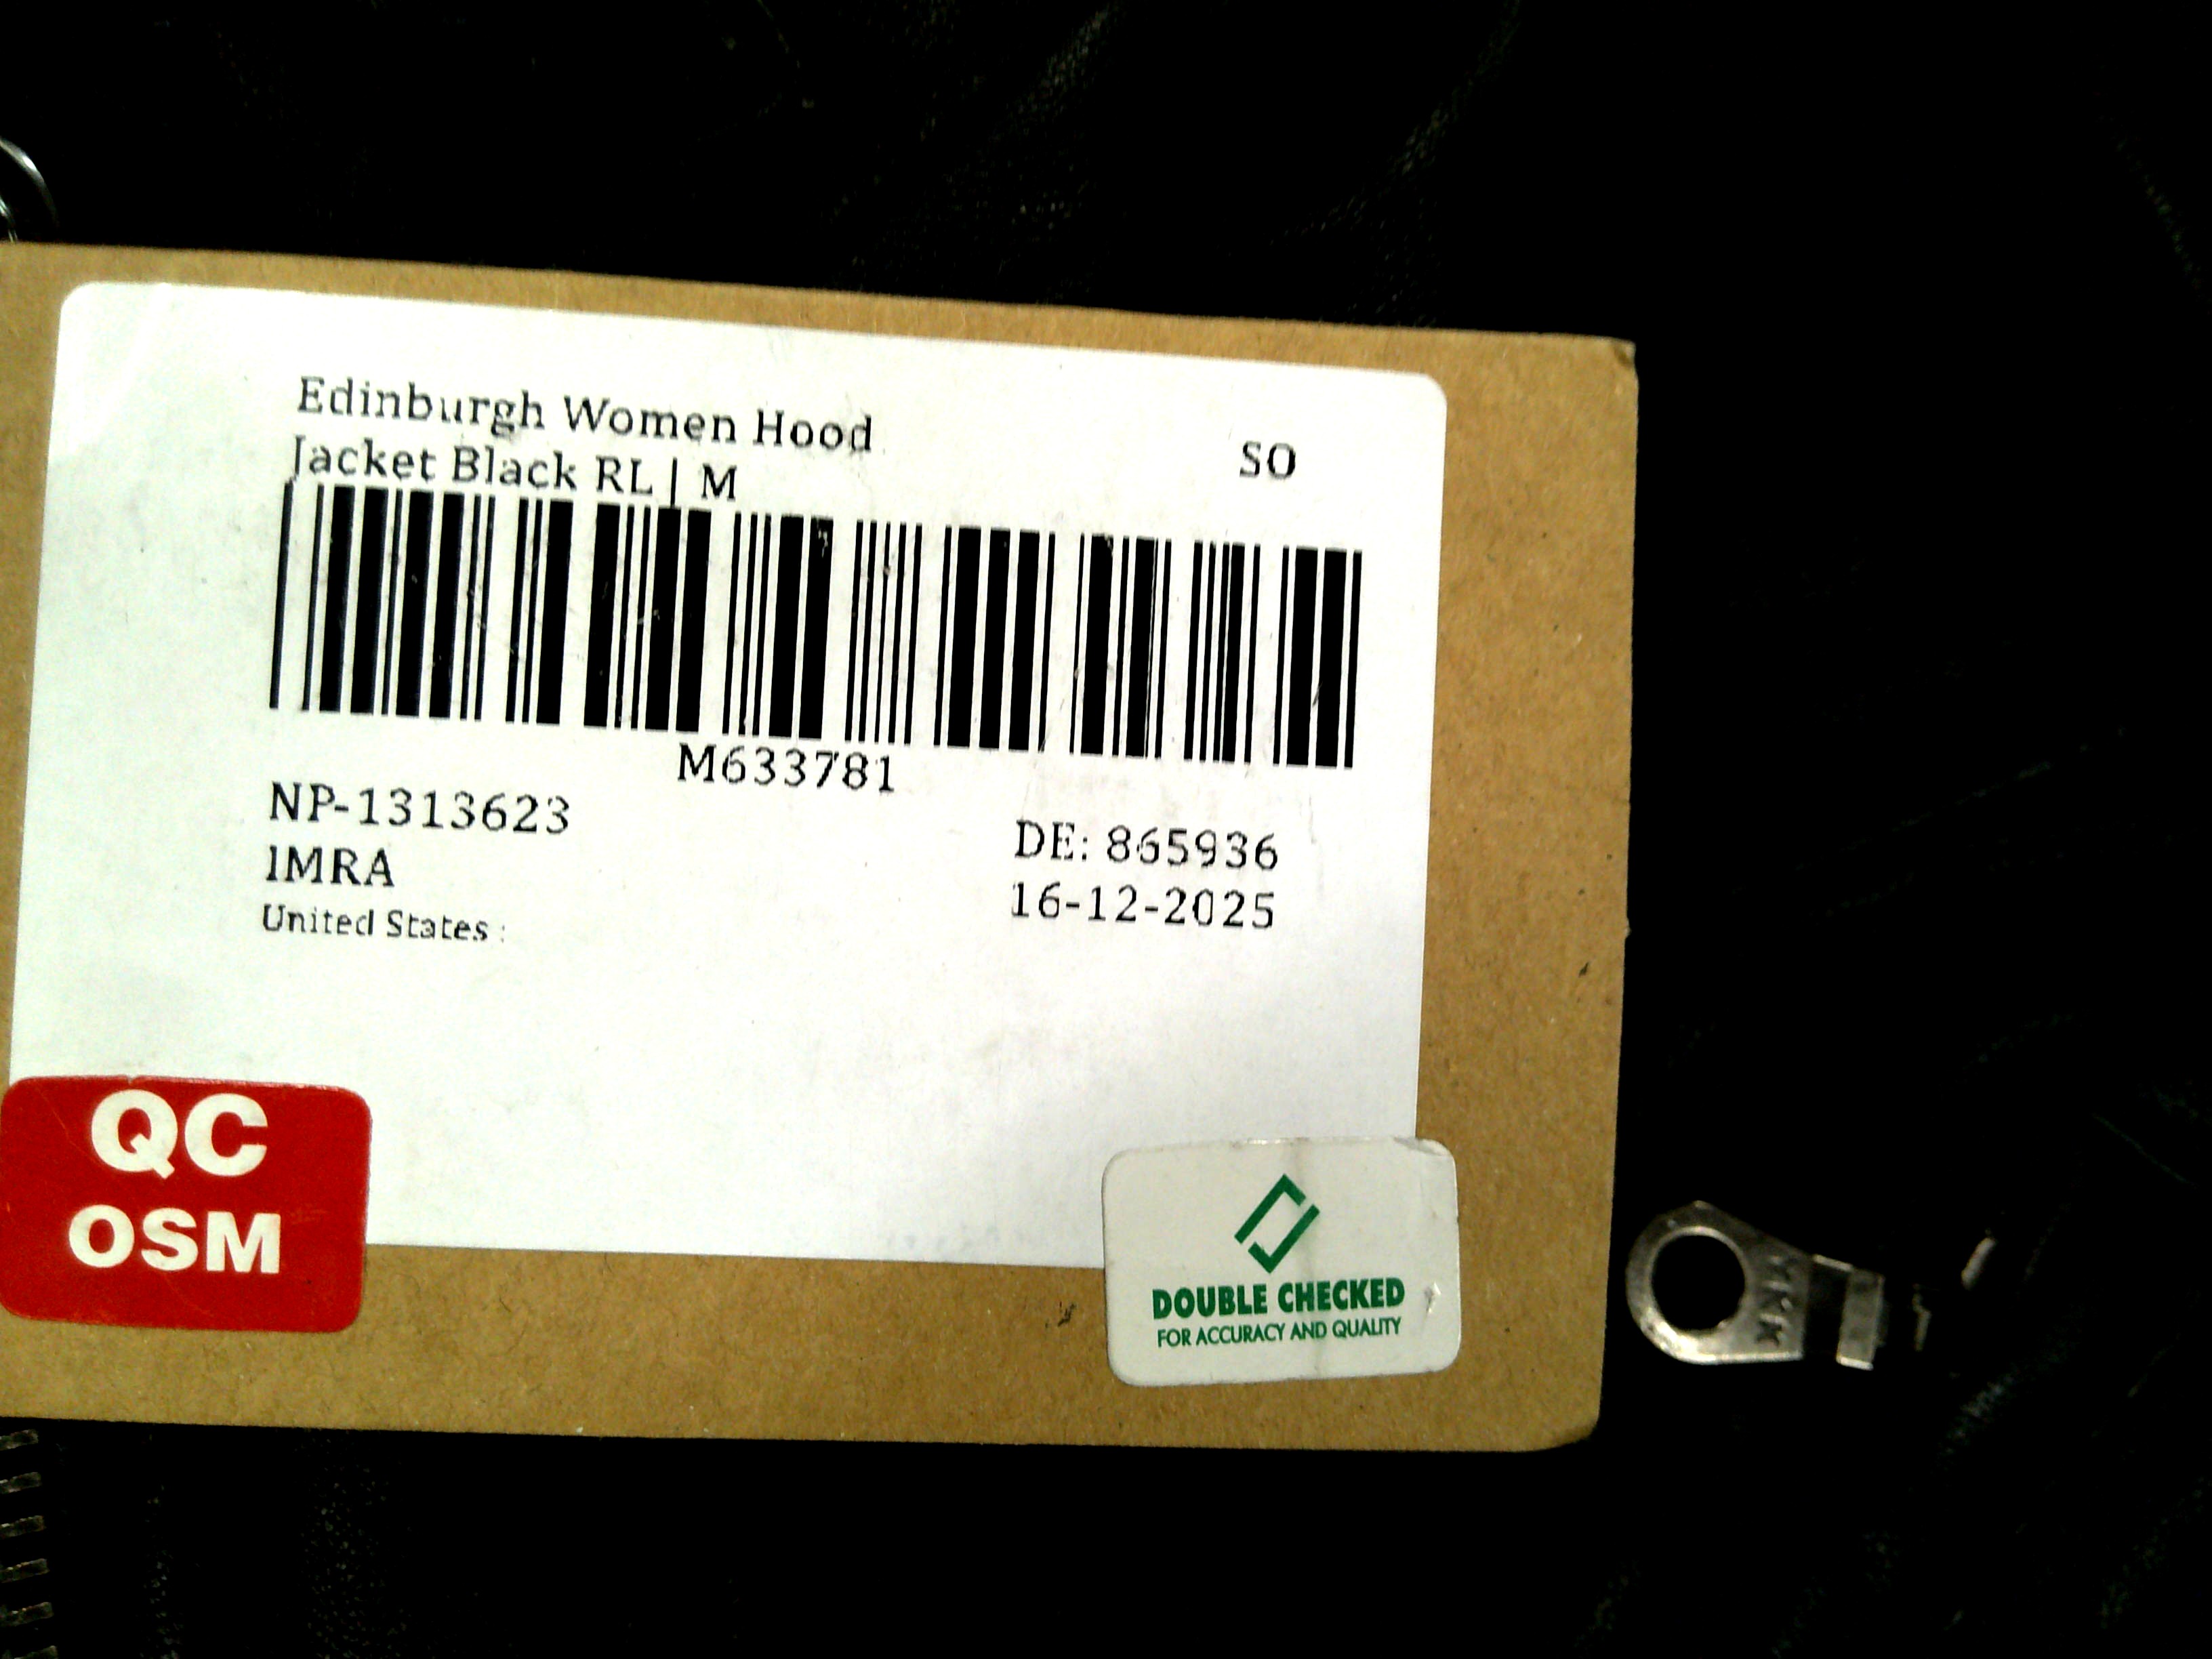 Edinburgh Women Hood
Jacket Black RL | M
SO
M633781
NP-1313623
IMRA
United States :
DE: 865936
16-12-2025
QC
OSM
DOUBLE CHECKED
FOR ACCURACY AND QUALITY
YKK